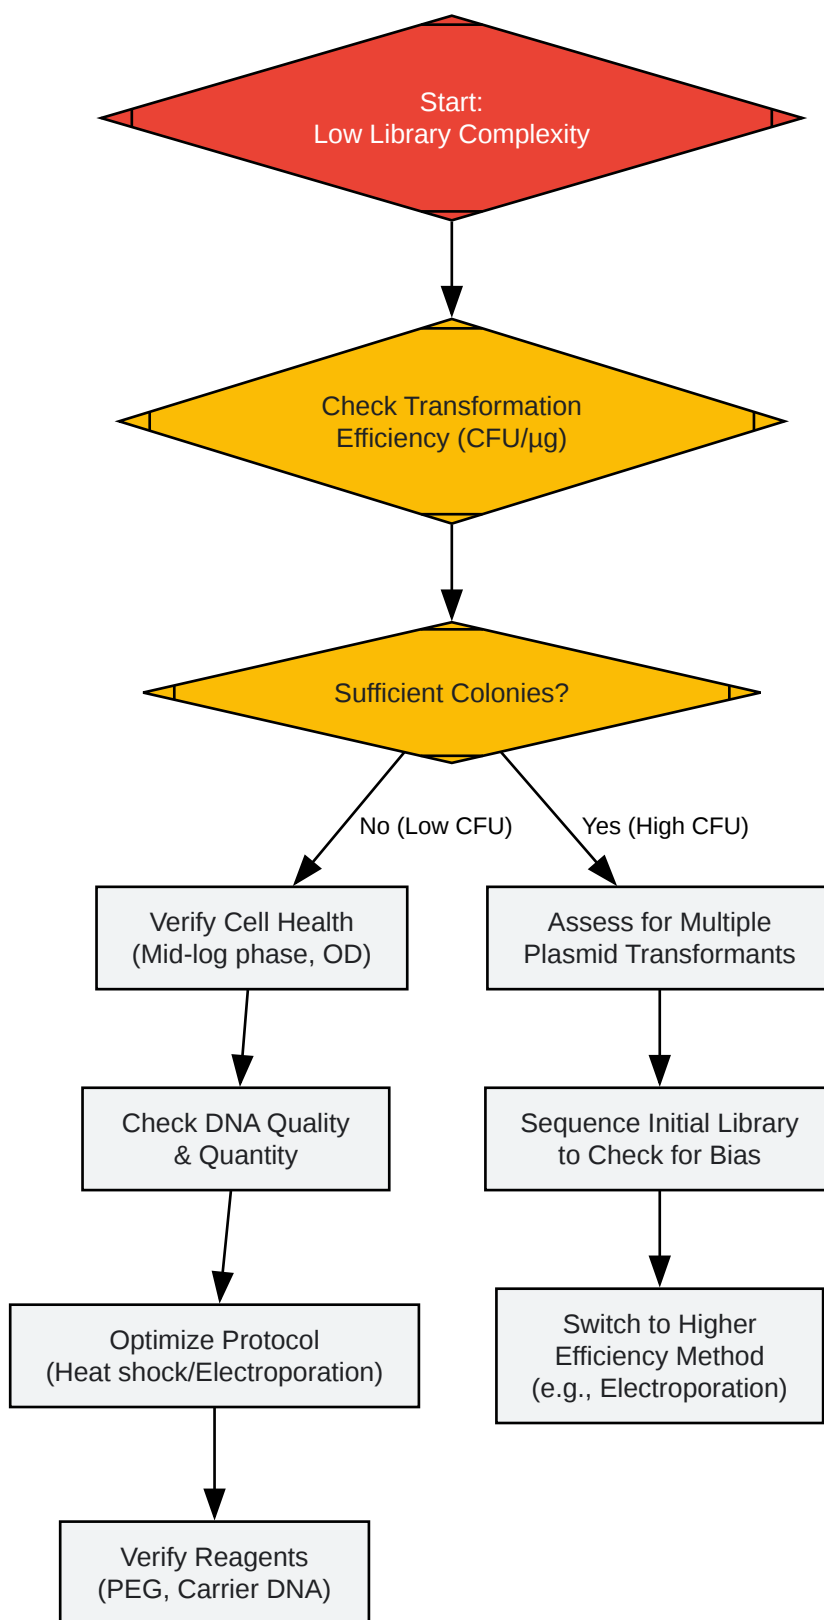 Start:
Low Library Complexity
Check Transformation
Efficiency (CFU/µg)
Sufficient Colonies?
No (Low CFU)
Yes (High CFU)
Verify Cell Health
(Mid-log phase, OD)
Assess for Multiple
Plasmid Transformants
Check DNA Quality
& Quantity
Sequence Initial Library
to Check for Bias
Optimize Protocol
(Heat shock/Electroporation)
Switch to Higher
Efficiency Method
(e.g., Electroporation)
Verify Reagents
(PEG, Carrier DNA)